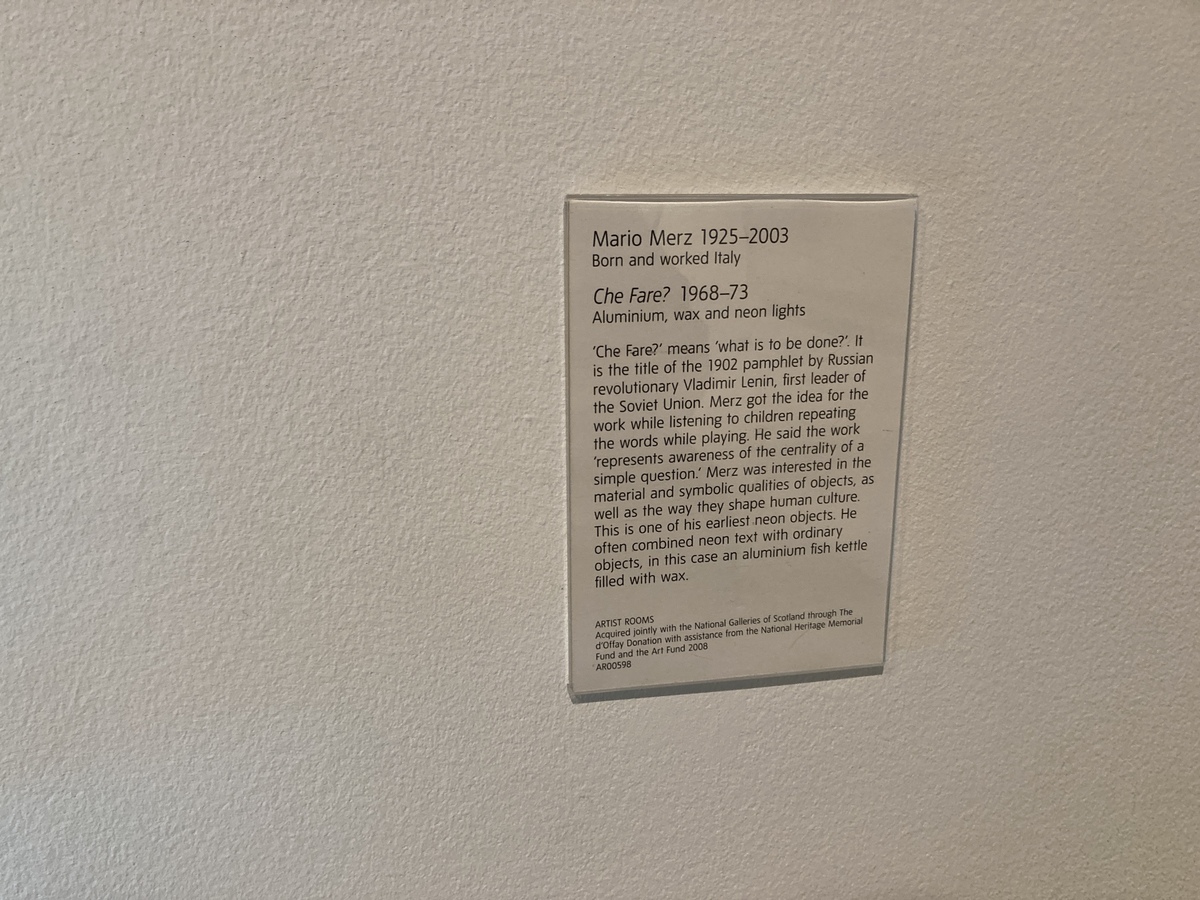 Mario Merz 1925–2003
Born and worked Italy
Che Fare? 1968–73
Aluminium, wax and neon lights
‘Che Fare?’ means ‘what is to be done?’. It
is the title of the 1902 pamphlet by Russian
revolutionary Vladimir Lenin, first leader of
the Soviet Union. Merz got the idea for the
work while listening to children repeating
the words while playing. He said the work
‘represents awareness of the centrality of a
simple question.’ Merz was interested in the
material and symbolic qualities of objects, as
well as the way they shape human culture.
This is one of his earliest neon objects. He
often combined neon text with ordinary
objects, in this case an aluminium fish kettle
filled with wax.
ARTIST ROOMS
Acquired jointly with the National Galleries of Scotland through The
d’Offay Donation with assistance from the National Heritage Memorial
Fund and the Art Fund 2008
AR00598